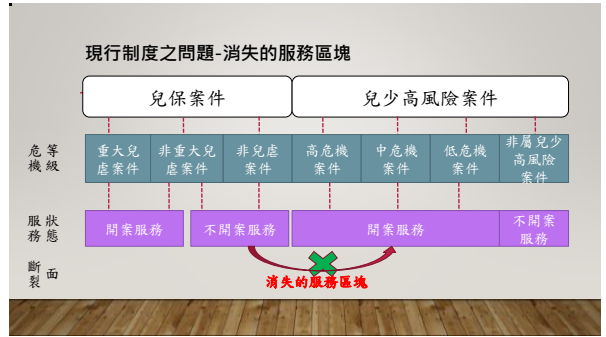 現行制度之問題-消失的服務區塊
兒保案件
兒少高風險案件
危機
等級
重大兒
虐案件
非重大兒
虐案件
非兒虐
案件
高危機
案件
中危機
案件
低危機
案件
非屬兒少
高風險
案件
服務
狀態
開案服務
不開案服務
開案服務
不開案
服務
斷裂
面
消失的服務區塊